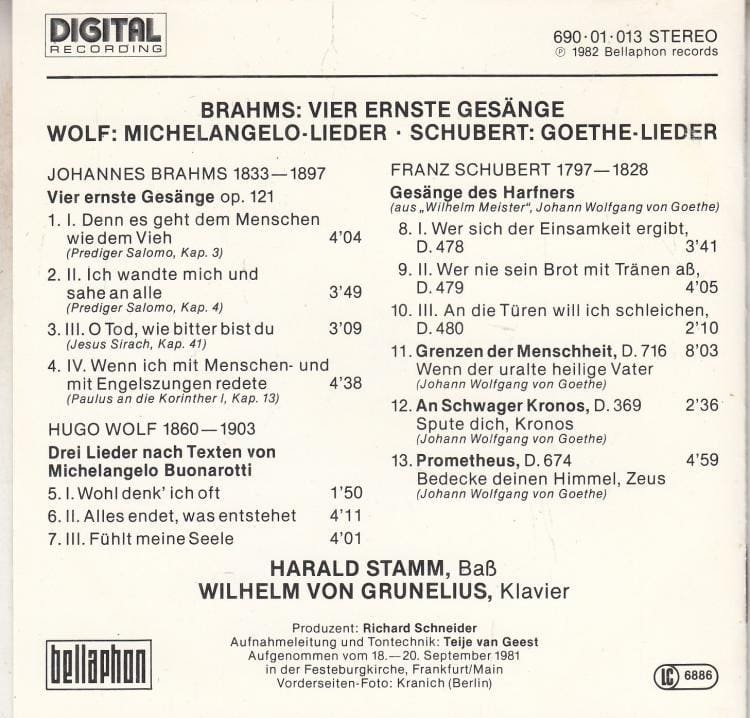 DIGITAL
RECORDING
690·01·013 STEREO
℗ 1982 Bellaphon records
BRAHMS: VIER ERNSTE GESÄNGE
WOLF: MICHELANGELO-LIEDER · SCHUBERT: GOETHE-LIEDER
JOHANNES BRAHMS 1833—1897
Vier ernste Gesänge op. 121
1. I. Denn es geht dem Menschen
wie dem Vieh 4'04
(Prediger Salomo, Kap. 3)
2. II. Ich wandte mich und
sahe an alle 3'49
(Prediger Salomo, Kap. 4)
3. III. O Tod, wie bitter bist du 3'09
(Jesus Sirach, Kap. 41)
4. IV. Wenn ich mit Menschen- und
mit Engelszungen redete 4'38
(Paulus an die Korinther I, Kap. 13)
HUGO WOLF 1860—1903
Drei Lieder nach Texten von
Michelangelo Buonarotti
5. I. Wohl denk' ich oft 1'50
6. II. Alles endet, was entstehet 4'11
7. III. Fühlt meine Seele 4'01
FRANZ SCHUBERT 1797—1828
Gesänge des Harfners
(aus „Wilhelm Meister", Johann Wolfgang von Goethe)
8. I. Wer sich der Einsamkeit ergibt,
D. 478 3'41
9. II. Wer nie sein Brot mit Tränen aß,
D. 479 4'05
10. III. An die Türen will ich schleichen,
D. 480 2'10
11. Grenzen der Menschheit, D. 716 8'03
Wenn der uralte heilige Vater
(Johann Wolfgang von Goethe)
12. An Schwager Kronos, D. 369 2'36
Spute dich, Kronos
(Johann Wolfgang von Goethe)
13. Prometheus, D. 674 4'59
Bedecke deinen Himmel, Zeus
(Johann Wolfgang von Goethe)
HARALD STAMM, Baß
WILHELM VON GRUNELIUS, Klavier
Produzent: Richard Schneider
Aufnahmeleitung und Tontechnik: Teije van Geest
Aufgenommen vom 18.—20. September 1981
in der Festeburgkirche, Frankfurt/Main
Vorderseiten-Foto: Kranich (Berlin)
bellaphon
LC 6886